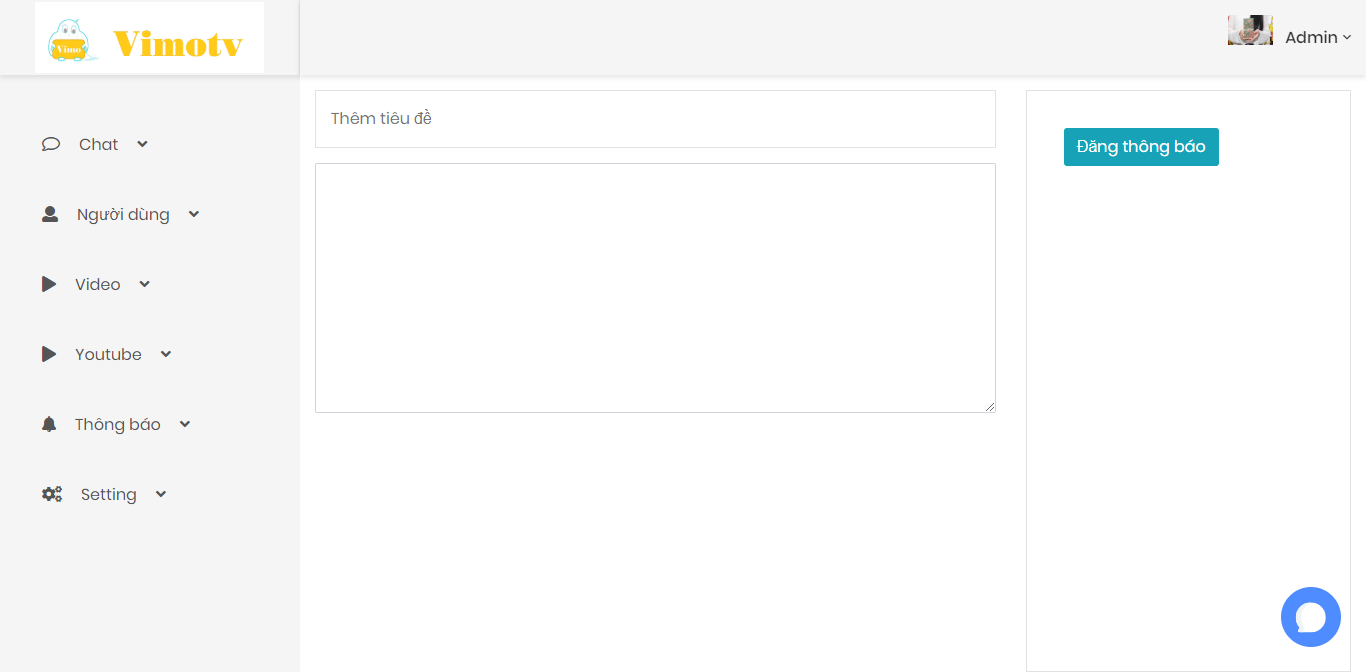 Vimo
Vimotv
Admin
Chat
Người dùng
Video
Youtube
Thông báo
Setting
Thêm tiêu đề
Đăng thông báo